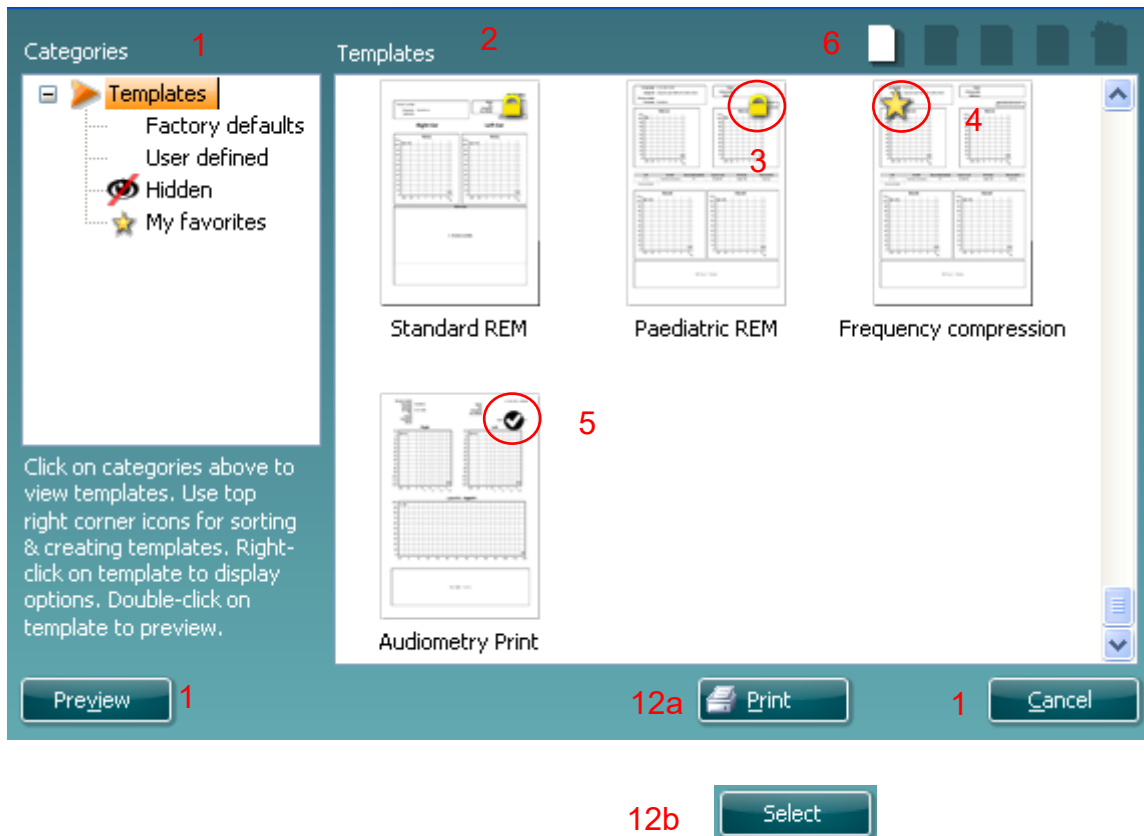 Categories 1
Templates 2 6
Templates
Factory defaults
User defined
Hidden
My favorites
3
4
Standard REM
Paediatric REM
Frequency compression
5
Audiometry Print
Click on categories above to
view templates. Use top
right corner icons for sorting
& creating templates. Right-
click on template to display
options. Double-click on
template to preview.
Preview 1
12a Print
1 Cancel
12b Select